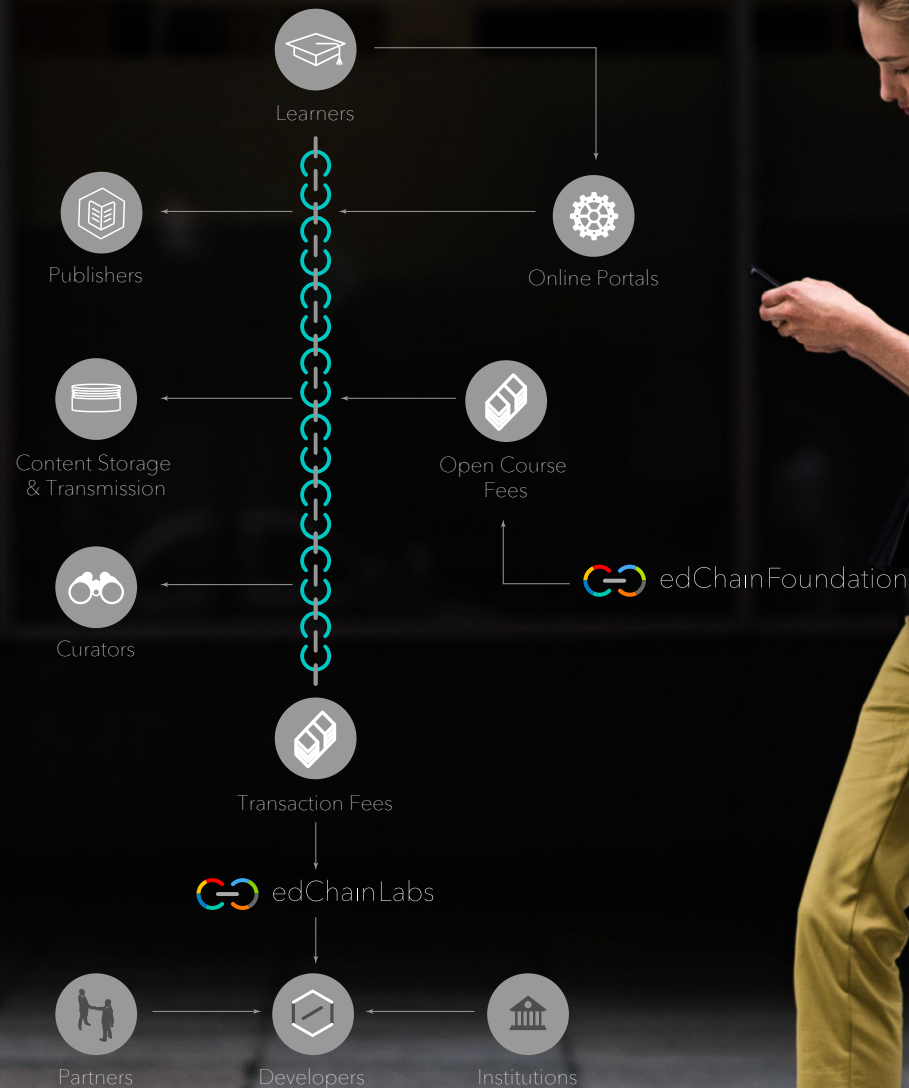 Learners
Publishers
Online Portals
Content Storage
& Transmission
Open Course
Fees
edChainFoundation
Curators
Transaction Fees
edChainLabs
Partners
Developers
Institutions